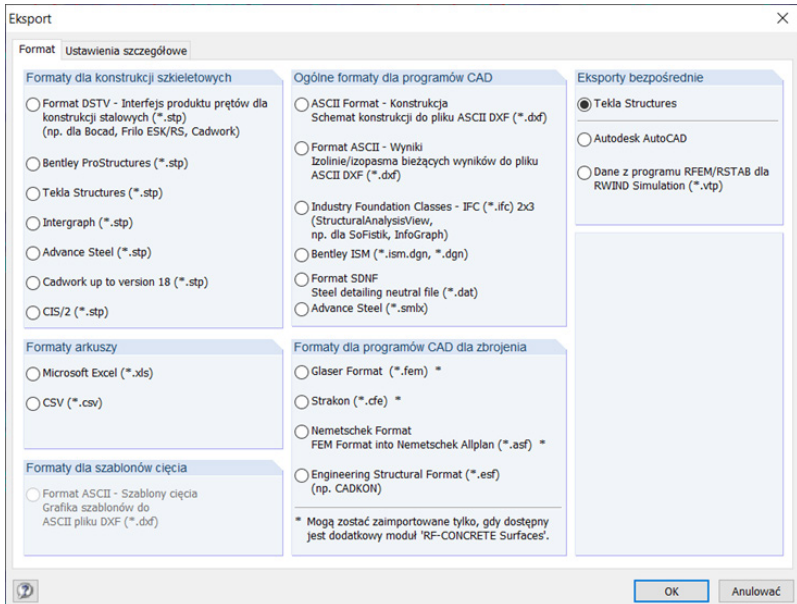 Eksport
Format
Ustawienia szczegółowe
Formaty dla konstrukcji szkieletowych
Format DSTV - Interfejs produktu prętów dla
konstrukcji stalowych (*.stp)
(np. dla Bocad, Frilo ESK/RS, Cadwork)
Bentley ProStructures (*.stp)
Tekla Structures (*.stp)
Intergraph (*.stp)
Advance Steel (*.stp)
Cadwork up to version 18 (*.stp)
CIS/2 (*.stp)
Formaty arkuszy
Microsoft Excel (*.xls)
CSV (*.csv)
Formaty dla szablonów cięcia
Format ASCII - Szablony cięcia
Grafika szablonów do
ASCII pliku DXF (*.dxf)
Ogólne formaty dla programów CAD
ASCII Format - Konstrukcja
Schemat konstrukcji do pliku ASCII DXF (*.dxf)
Format ASCII - Wyniki
Izolinie/izopasma bieżących wyników do pliku
ASCII DXF (*.dxf)
Industry Foundation Classes - IFC (*.ifc) 2x3
(StructuralAnalysisView,
np. dla SoFistik, InfoGraph)
Bentley ISM (*.ism.dgn, *.dgn)
Format SDNF
Steel detailing neutral file (*.dat)
Advance Steel (*.smlx)
Formaty dla programów CAD dla zbrojenia
Glaser Format (*.fem) *
Strakon (*.cfe) *
Nemetschek Format
FEM Format into Nemetschek Allplan (*.asf) *
Engineering Structural Format (*.esf)
(np. CADKON)
* Mogą zostać zaimportowane tylko, gdy dostępny
jest dodatkowy moduł 'RF-CONCRETE Surfaces'.
Eksporty bezpośrednie
Tekla Structures
Autodesk AutoCAD
Dane z programu RFEM/RSTAB dla
RWIND Simulation (*.vtp)
OK
Anulować